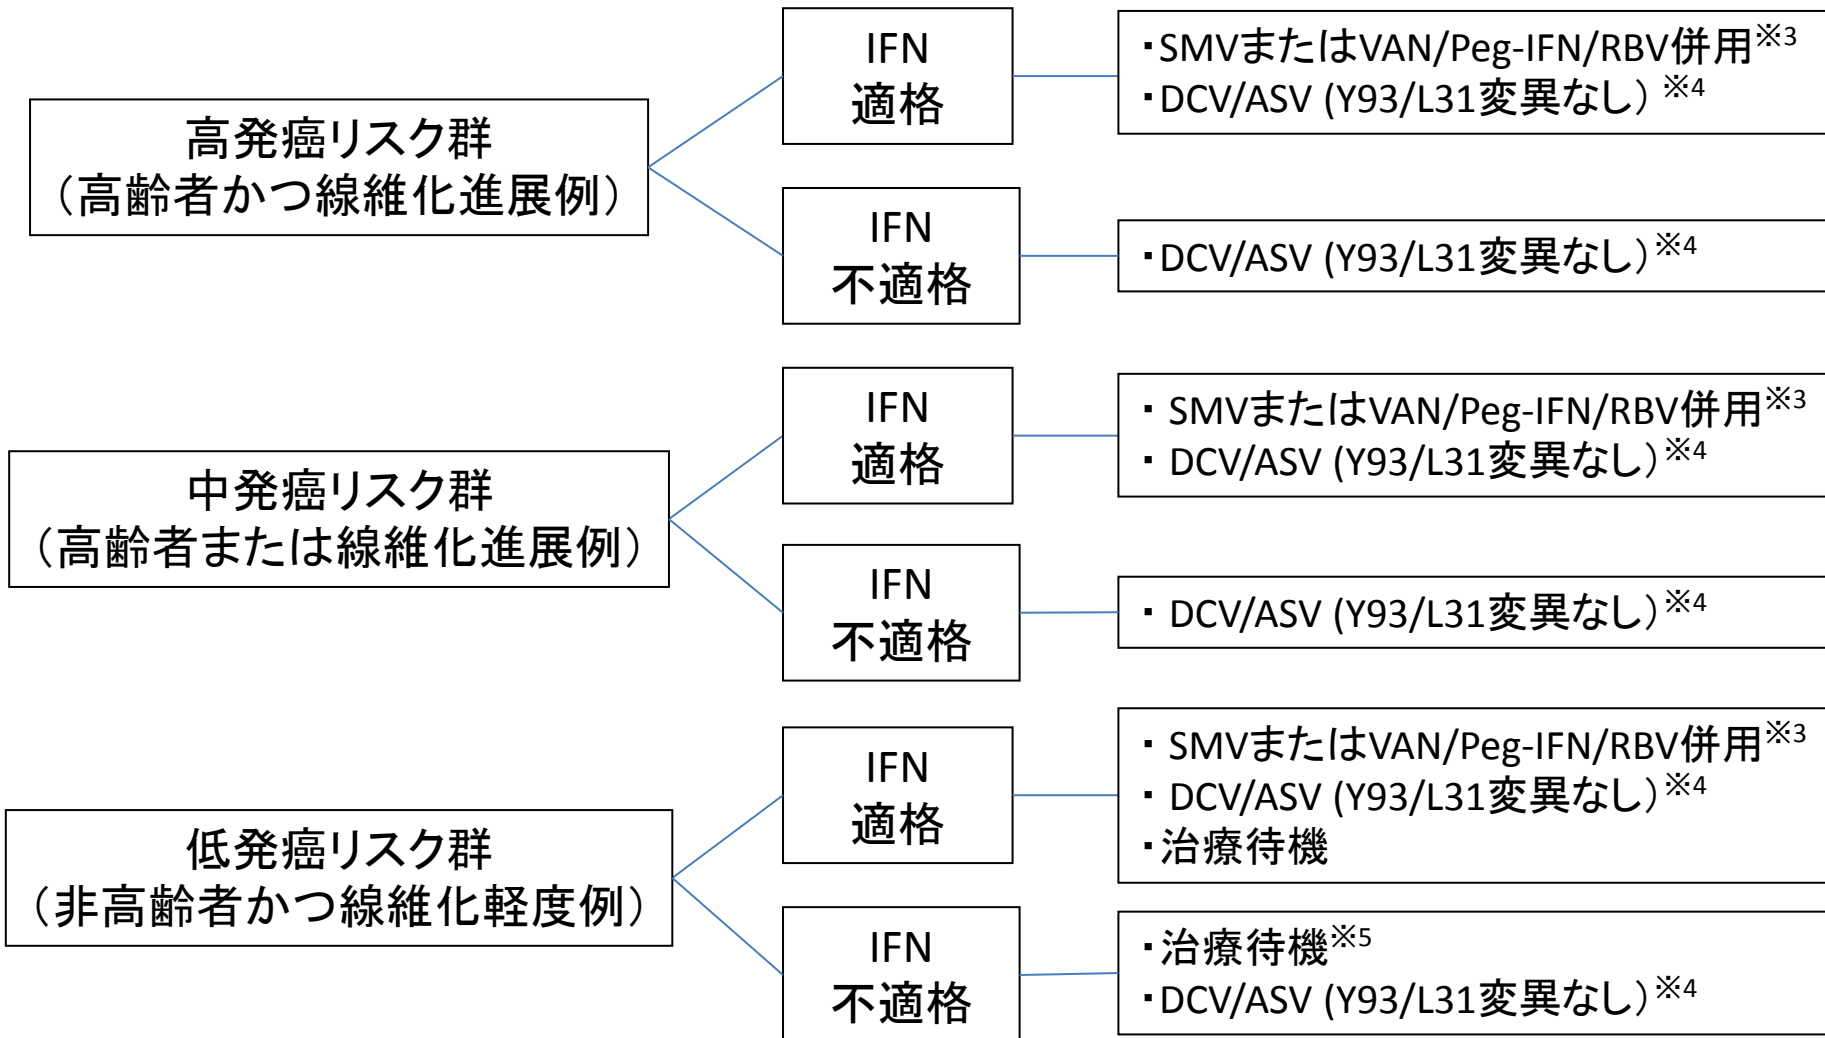 高発癌リスク群
（高齢者かつ線維化進展例）
IFN
適格
・SMVまたはVAN/Peg-IFN/RBV併用※3
・DCV/ASV (Y93/L31変異なし）※4
IFN
不適格
・DCV/ASV (Y93/L31変異なし）※4
中発癌リスク群
（高齢者または線維化進展例）
IFN
適格
・ SMVまたはVAN/Peg-IFN/RBV併用※3
・ DCV/ASV (Y93/L31変異なし）※4
IFN
不適格
・ DCV/ASV (Y93/L31変異なし）※4
低発癌リスク群
（非高齢者かつ線維化軽度例）
IFN
適格
・ SMVまたはVAN/Peg-IFN/RBV併用※3
・ DCV/ASV (Y93/L31変異なし）※4
・治療待機
IFN
不適格
・治療待機※5
・DCV/ASV (Y93/L31変異なし）※4